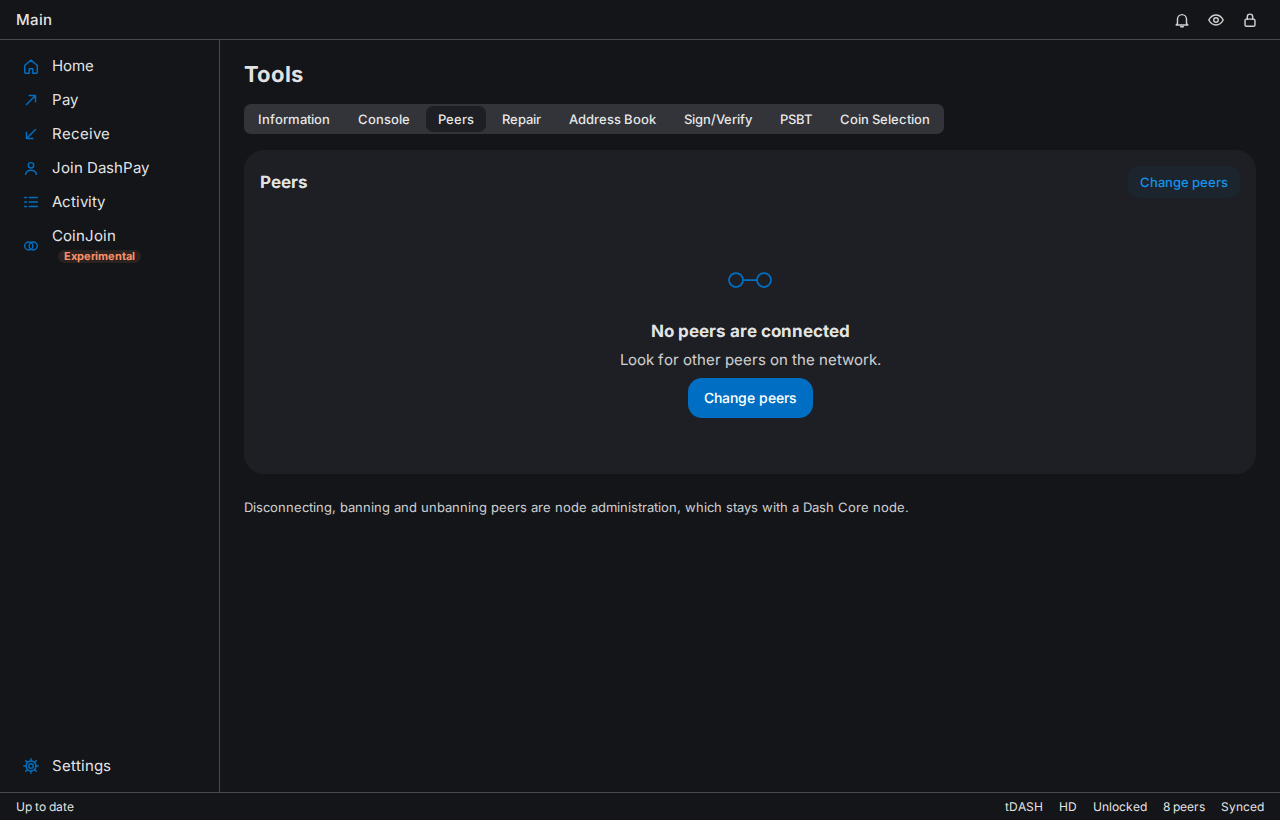 Main
Home
Pay
Receive
Join DashPay
Activity
CoinJoin
Experimental
Settings
Tools
Information Console Peers Repair Address Book Sign/Verify PSBT Coin Selection
Peers Change peers
No peers are connected
Look for other peers on the network.
Change peers
Disconnecting, banning and unbanning peers are node administration, which stays with a Dash Core node.
Up to date tDASH HD Unlocked 8 peers Synced